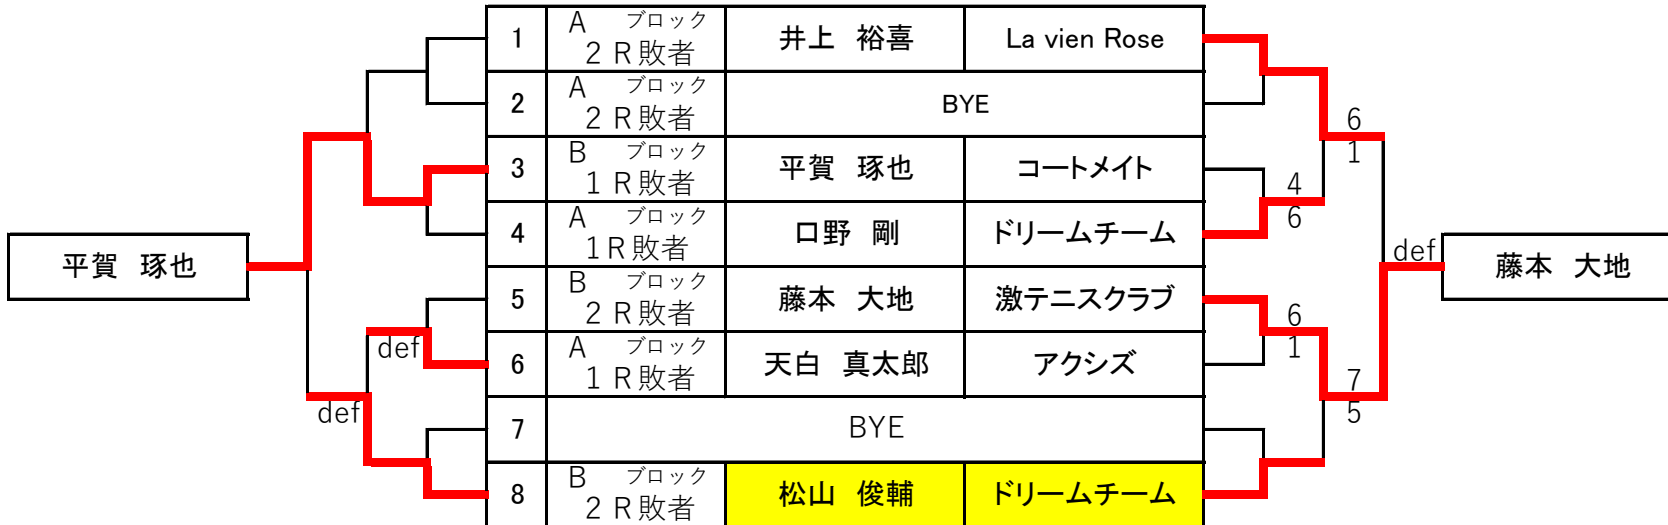 1 A ブロック 2 R敗者 井上 裕喜 La vien Rose
2 A ブロック 2 R敗者 BYE
6
1
3 B ブロック 1 R敗者 平賀 琢也 コートメイト
4
6
4 A ブロック 1 R敗者 口野 剛 ドリームチーム
平賀 琢也
def
藤本 大地
5 B ブロック 2 R敗者 藤本 大地 激テニスクラブ
6
1
def
6 A ブロック 1 R敗者 天白 真太郎 アクシズ
7
5
def
7 BYE
8 B ブロック 2 R敗者 松山 俊輔 ドリームチーム